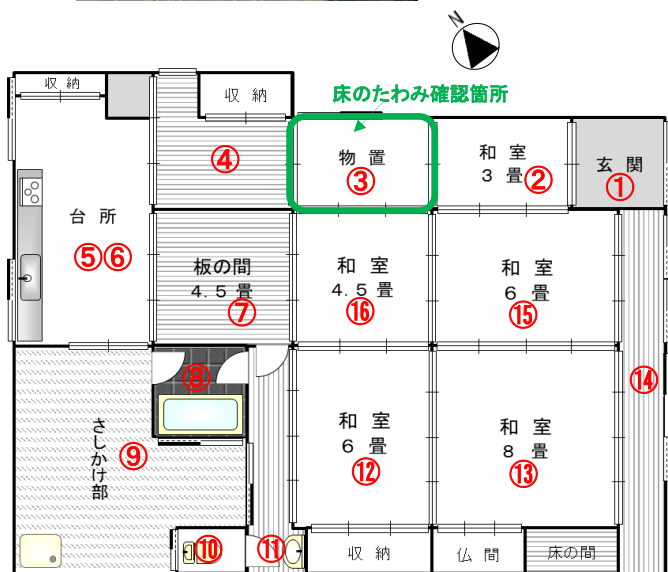 N
収納
収納
床のたわみ確認箇所
④
物置
③
和室
3畳②
玄関
①
台所
⑤⑥
板の間
4.5畳
⑦
和室
4.5畳
⑯
和室
6畳
⑮
⑭
⑧
さしかけ部
⑨
和室
6畳
⑫
和室
8畳
⑬
⑩
⑪
収納
仏間
床の間